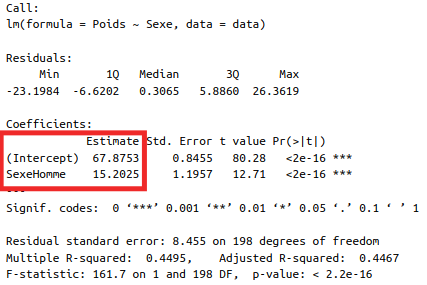 Call:
lm(formula = Poids ~ Sexe, data = data)
Residuals:
Min 1Q Median 3Q Max
-23.1984 -6.6202 0.3065 5.8860 26.3619
Coefficients:
Estimate Std. Error t value Pr(>|t|)
(Intercept) 67.8753 0.8455 80.28 <2e-16 ***
SexeHomme 15.2025 1.1957 12.71 <2e-16 ***
---
Signif. codes: 0 ‘***’ 0.001 ‘**’ 0.01 ‘*’ 0.05 ‘.’ 0.1 ‘ ’ 1
Residual standard error: 8.455 on 198 degrees of freedom
Multiple R-squared: 0.4495, Adjusted R-squared: 0.4467
F-statistic: 161.7 on 1 and 198 DF, p-value: < 2.2e-16